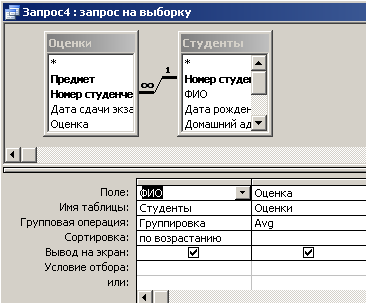 Запрос4 : запрос на выборку
Оценки
*
Предмет
Номер студенче
Дата сдачи экза
Оценка
∞ 1
Студенты
*
Номер студен
ФИО
Дата рожден
Домашний ад
Поле: ФИО Оценка
Имя таблицы: Студенты Оценки
Групповая операция: Группировка Avg
Сортировка: по возрастанию
Вывод на экран:
Условие отбора:
или: